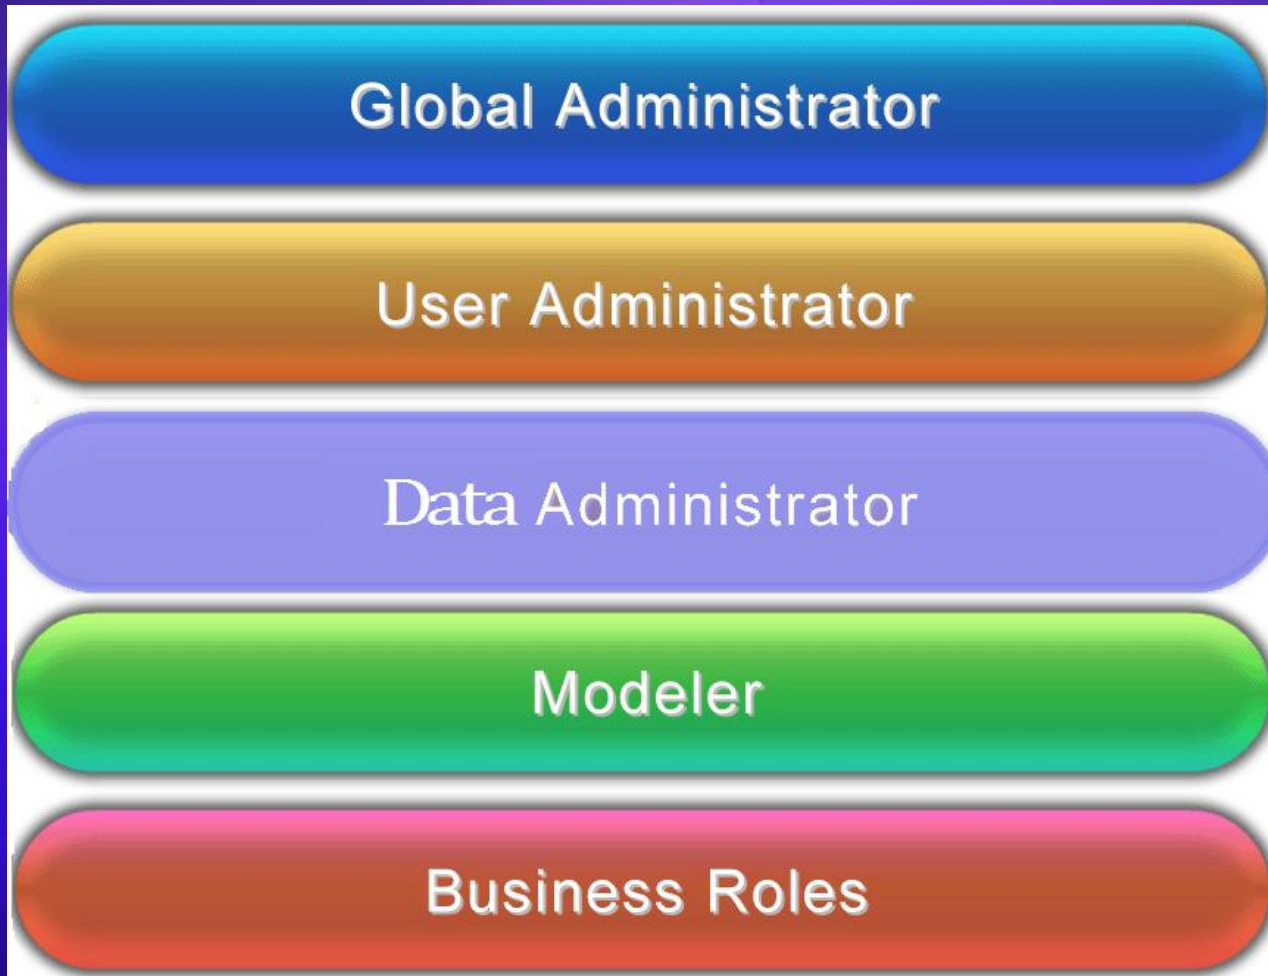 Global Administrator
User Administrator
Data Administrator
Modeler
Business Roles